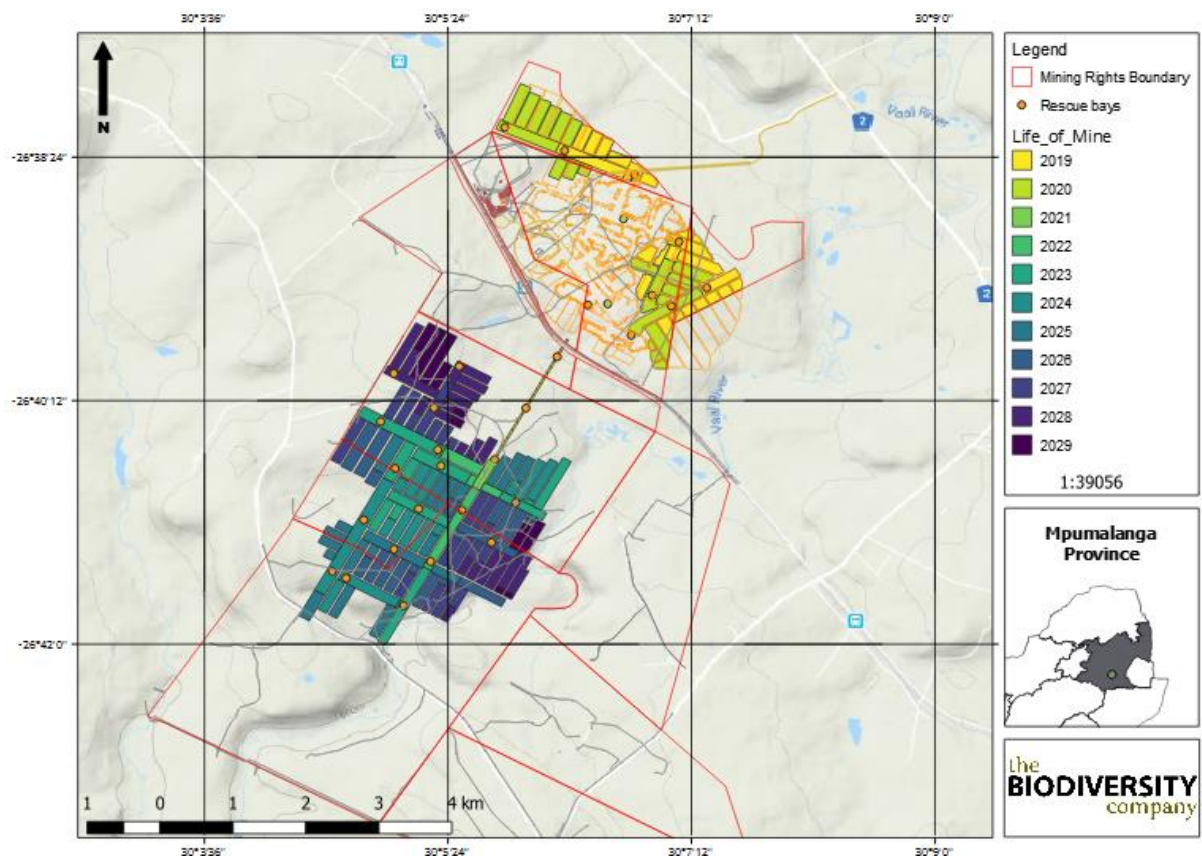 30°3'36"
30°5'24"
30°7'12"
30°9'0"
N
Vaal River
2
-26°38'24"
2
-26°40'12"
Vaal River
-26°42'0"
1 0 1 2 3 4 km
30°3'36"
30°5'24"
30°7'12"
30°9'0"
Legend
Mining Rights Boundary
Rescue bays
Life_of_Mine
2019
2020
2021
2022
2023
2024
2025
2026
2027
2028
2029
1:39056
Mpumalanga
Province
the
BIODIVERSITY
company